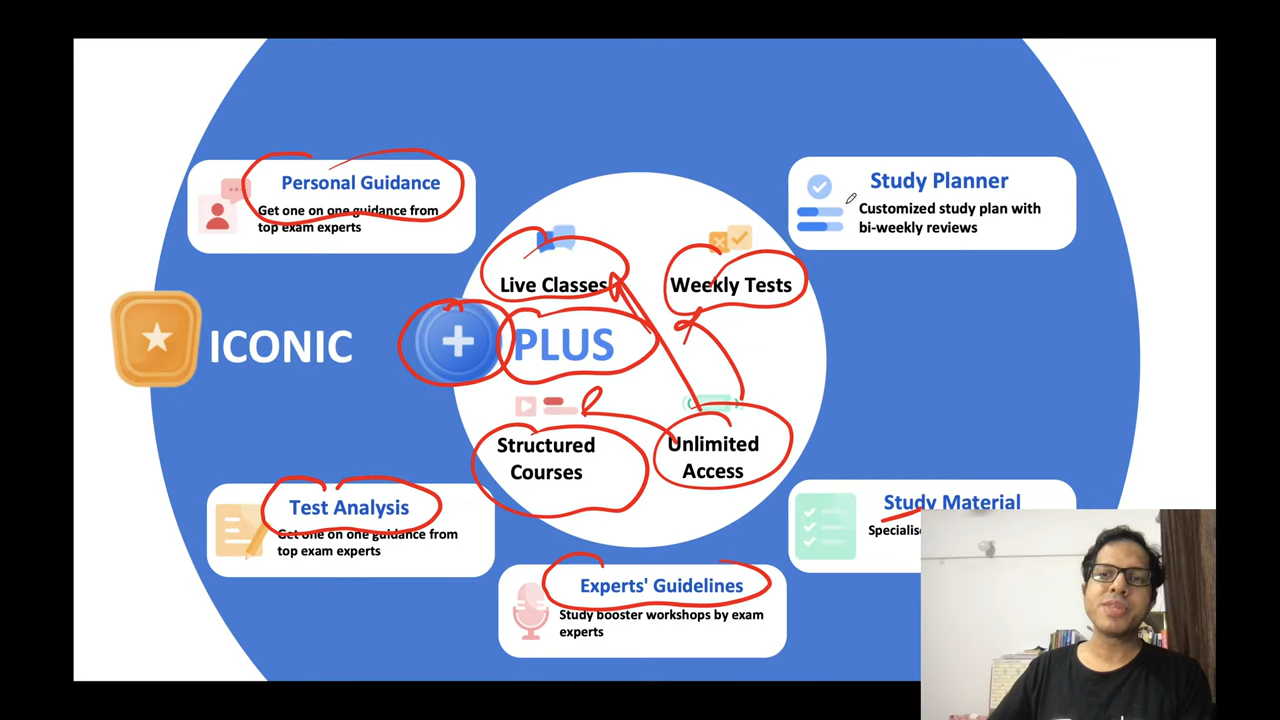 Personal Guidance
Get one on one guidance from
top exam experts
Study Planner
Customized study plan with
bi-weekly reviews
Live Classes
Weekly Tests
ICONIC
PLUS
Structured
Courses
Unlimited
Access
Test Analysis
Get one on one guidance from
top exam experts
Study Material
Experts' Guidelines
Study booster workshops by exam
experts